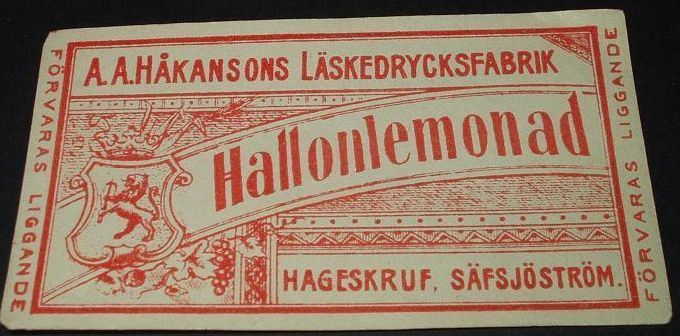 A.A.HÅKANSONS LÄSKEDRYCKSFABRIK
FÖRVARAS LIGGANDE
Hallonlemonad
FÖRVARAS LIGGANDE
HAGESKRUF, SÄFSJÖSTRÖM.